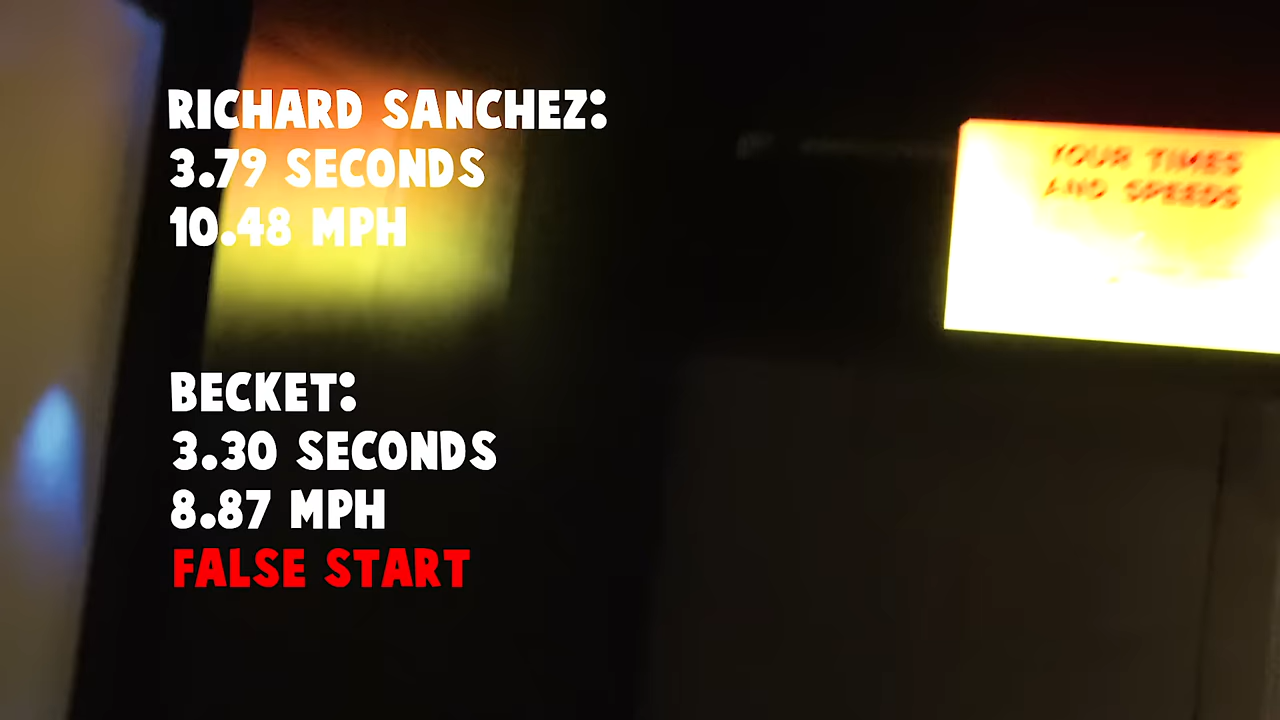 RICHARD SANCHEZ:
3.79 SECONDS
10.48 MPH
BECKET:
3.30 SECONDS
8.87 MPH
FALSE START
YOUR TIMES
AND SPEEDS